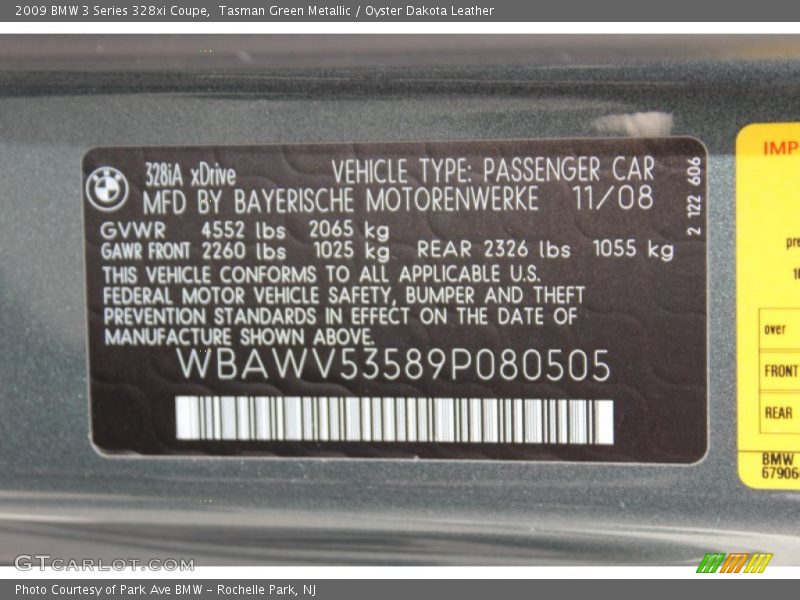 2009 BMW 3 Series 328xi Coupe,  Tasman Green Metallic / Oyster Dakota Leather
328iA xDrive VEHICLE TYPE: PASSENGER CAR
MFD BY BAYERISCHE MOTORENWERKE 11/08
GVWR 4552 lbs 2065 kg
GAWR FRONT 2260 lbs 1025 kg REAR 2326 lbs 1055 kg
THIS VEHICLE CONFORMS TO ALL APPLICABLE U.S.
FEDERAL MOTOR VEHICLE SAFETY, BUMPER AND THEFT
PREVENTION STANDARDS IN EFFECT ON THE DATE OF
MANUFACTURE SHOWN ABOVE.
WBAWV53589P080505
2 122 606
IMP
pre
10
over
FRONT
REAR
BMW
67906
GTCARLOT.COM
Photo Courtesy of Park Ave BMW – Rochelle Park, NJ